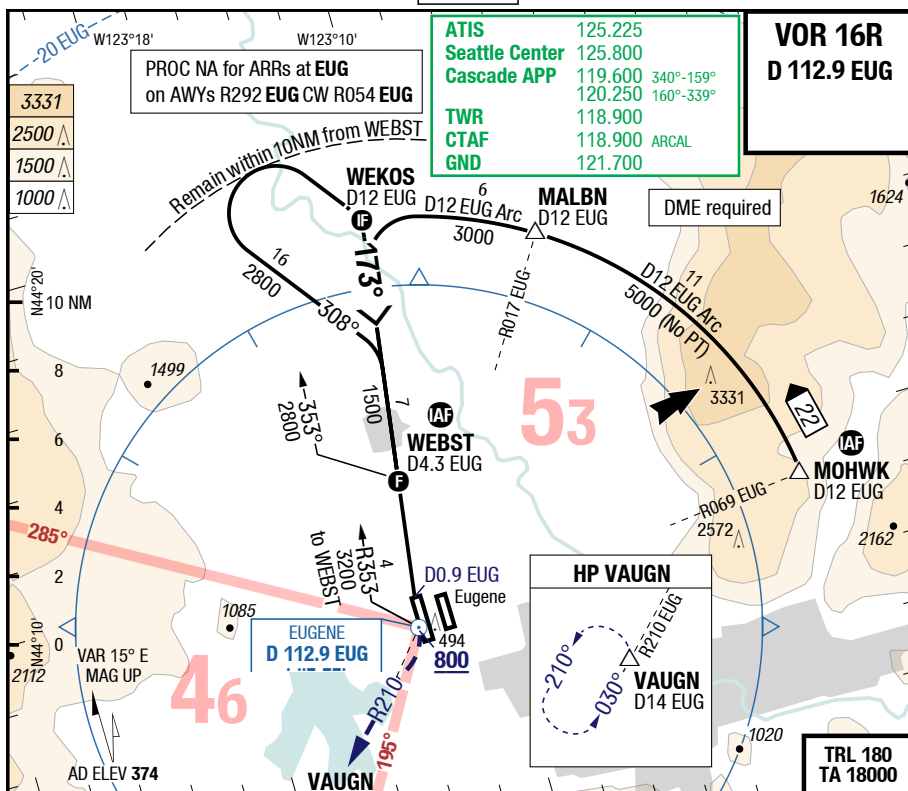 20 EUG
W123°18'
W123°10'
PROC NA for ARRs at EUG
on AWYs R292 EUG CW R054 EUG
ATIS 125.225
Seattle Center 125.800
Cascade APP 119.600 340°-159°
120.250 160°-339°
TWR 118.900
CTAF 118.900 ARCAL
GND 121.700
VOR 16R
D 112.9 EUG
3331
2500
1500
1000
Remain within 10NM from WEBST
WEKOS
D12 EUG
IF
6
D12 EUG Arc
3000
MALBN
D12 EUG
DME required
1624
173°
16
2800
308°
R017 EUG
11
D12 EUG Arc
5000 (No PT)
N44°20'
10 NM
8
6
4
2
0
1499
353°
2800
7
1500
IAF
WEBST
D4.3 EUG
F
53
3331
22
IAF
MOHWK
D12 EUG
R069 EUG
2572
2162
285°
4
R353
3200
to WEBST
D0.9 EUG
Eugene
494
800
1085
EUGENE
D 112.9 EUG
N44°10'
2112
VAR 15° E
MAG UP
46
R210
195°
VAUGN
AD ELEV 374
HP VAUGN
R210 EUG
210°
030°
VAUGN
D14 EUG
1020
TRL 180
TA 18000